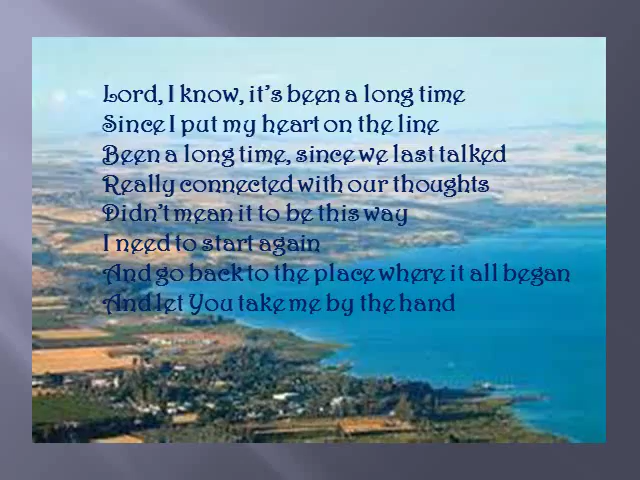 Lord, I know, it's been a long time
Since I put my heart on the line
Been a long time, since we last talked
Really connected with our thoughts
Didn't mean it to be this way
I need to start again
And go back to the place where it all began
And let You take me by the hand